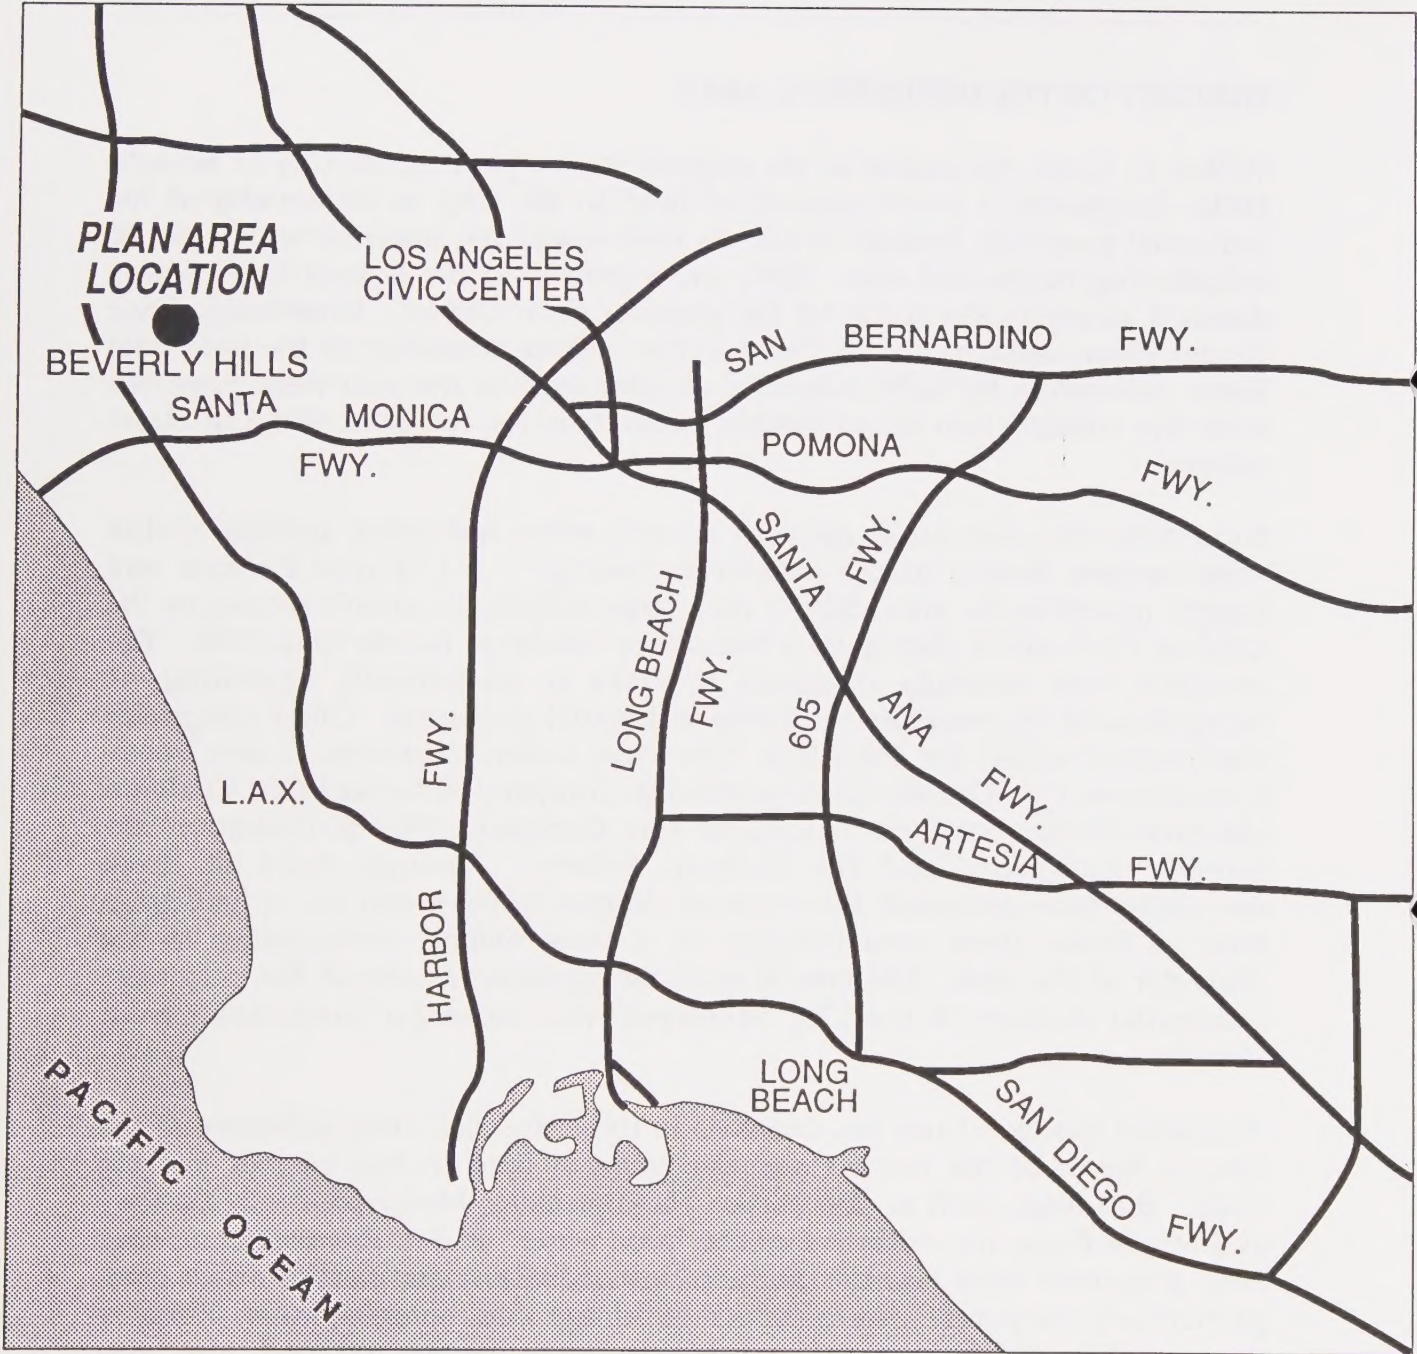 PLAN AREA
LOCATION
LOS ANGELES
CIVIC CENTER
BEVERLY HILLS
SANTA MONICA
FWY.
SAN BERNARDINO FWY.
POMONA
FWY.
SANTA
ANA
FWY.
605
FWY.
LONG BEACH
FWY.
L.A.X.
HARBOR
FWY.
ARTESIA
FWY.
LONG
BEACH
SAN DIEGO FWY.
PACIFIC
OCEAN